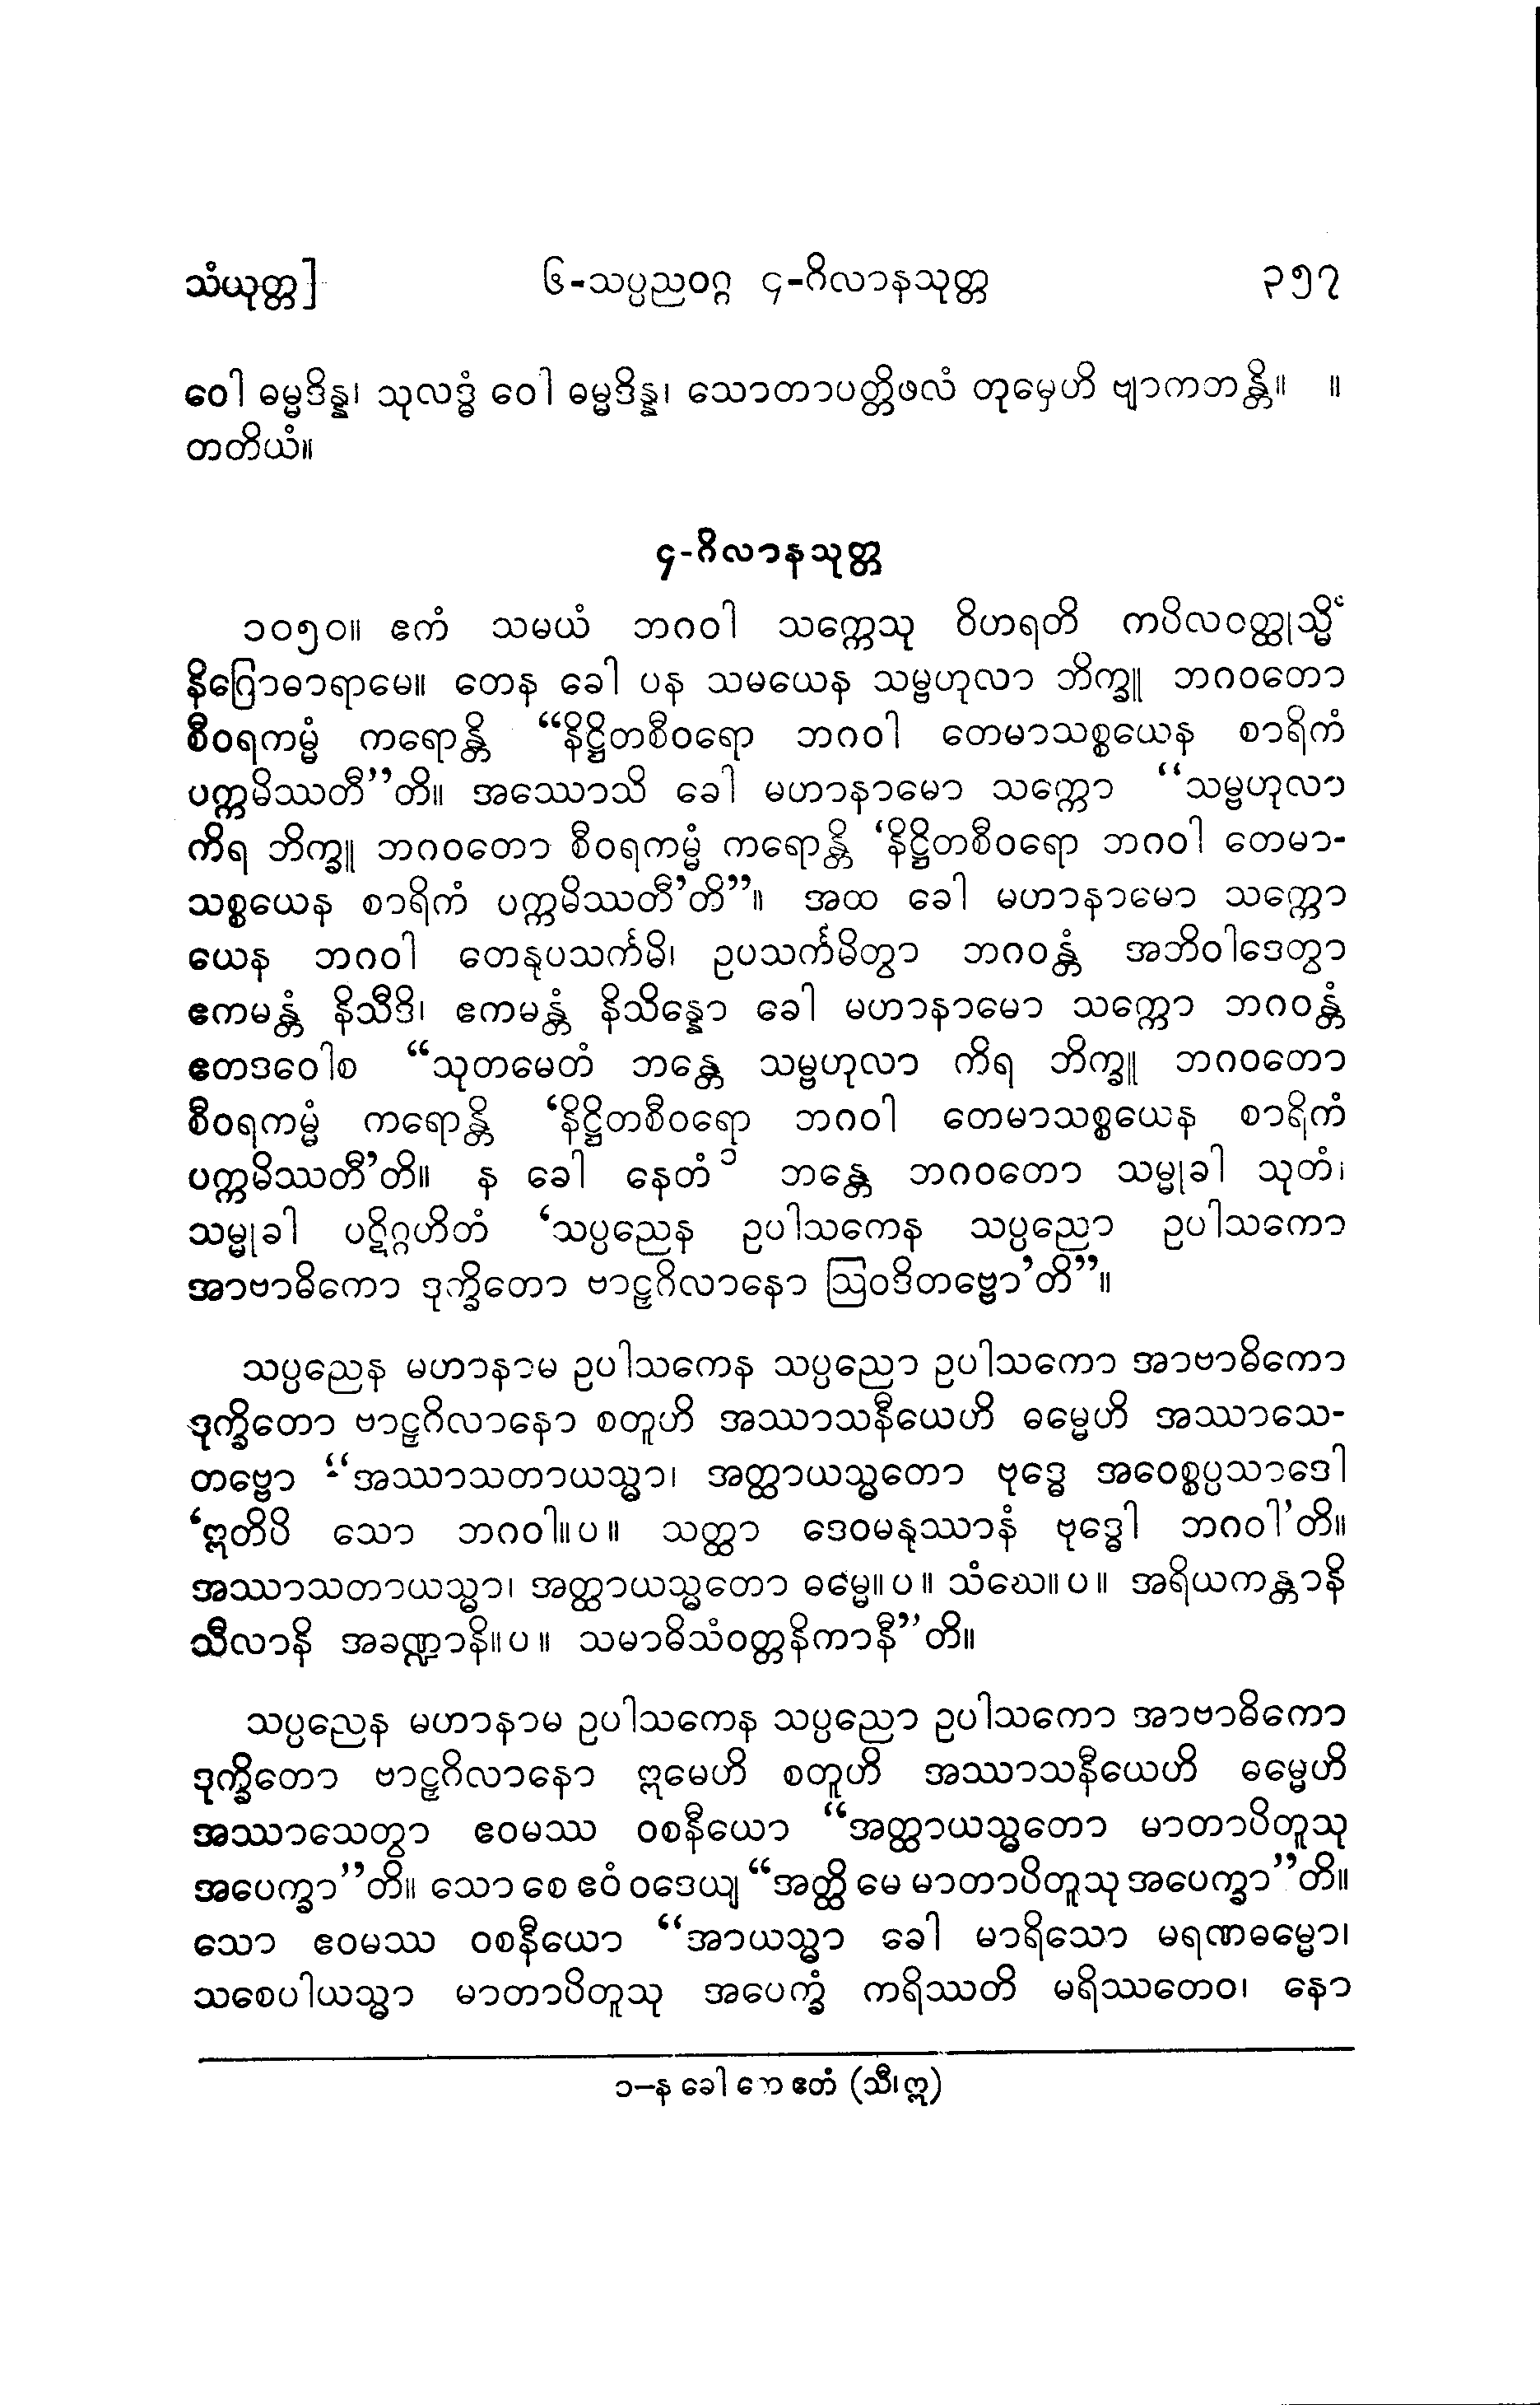 သံယုတ္တ] ၆-သပ္ပညဝဂ္ဂ ၄-ဂိလာနသုတ္တ ၃၅၇
ဝေါ ဓမ္မဒိန္န၊ သုလဒ္ဓံ ဝေါ ဓမ္မဒိန္န၊ သောတာပတ္တိဖလံ တုမှေဟိ ဗျာကတန္တိ။ ။
တတိယံ။
၄-ဂိလာနသုတ္တ
၁၀၅၀။ ဧကံ သမယံ ဘဂဝါ သက္ကေသု ဝိဟရတိ ကပိလဝတ္ထုသ္မိံ
နိဂြောဓာရာမေ။ တေန ခေါ ပန သမယေန သမ္ဗဟုလာ ဘိက္ခူ ဘဂဝတော
စီဝရကမ္မံ ကရောန္တိ “နိဋ္ဌိတစီဝရော ဘဂဝါ တေမာသစ္စယေန စာရိကံ
ပက္ကမိဿတီ”တိ။ အဿောသိ ခေါ မဟာနာမော သက္ကော “သမ္ဗဟုလာ
ကိရ ဘိက္ခူ ဘဂဝတော စီဝရကမ္မံ ကရောန္တိ ‘နိဋ္ဌိတစီဝရော ဘဂဝါ တေမာ-
သစ္စယေန စာရိကံ ပက္ကမိဿတီ’တိ”။ အထ ခေါ မဟာနာမော သက္ကော
ယေန ဘဂဝါ တေနုပသင်္ကမိ၊ ဥပသင်္ကမိတွာ ဘဂဝန္တံ အဘိဝါဒေတွာ
ဧကမန္တံ နိသီဒိ၊ ဧကမန္တံ နိသိန္နော ခေါ မဟာနာမော သက္ကော ဘဂဝန္တံ
ဧတဒဝေါစ “သုတမေတံ ဘန္တေ သမ္ဗဟုလာ ကိရ ဘိက္ခူ ဘဂဝတော
စီဝရကမ္မံ ကရောန္တိ ‘နိဋ္ဌိတစီဝရော ဘဂဝါ တေမာသစ္စယေန စာရိကံ
ပက္ကမိဿတီ’တိ။ န ခေါ နေတံ ၁ ဘန္တေ ဘဂဝတော သမ္မုခါ သုတံ၊
သမ္မုခါ ပဋိဂ္ဂဟိတံ ‘သပ္ပညေန ဥပါသကေန သပ္ပညော ဥပါသကော
အာဗာဓိကော ဒုက္ခိတော ဗာဠှဂိလာနော ဩဝဒိတဗ္ဗော’တိ”။
သပ္ပညေန မဟာနာမ ဥပါသကေန သပ္ပညော ဥပါသကော အာဗာဓိကော
ဒုက္ခိတော ဗာဠှဂိလာနော စတူဟိ အဿာသနီယေဟိ ဓမ္မေဟိ အဿာသေ-
တဗ္ဗော “အဿာသတာယသ္မာ၊ အတ္ထာယသ္မတော ဗုဒ္ဓေ အဝေစ္စပ္ပသာဒေါ
‘ဣတိပိ သော ဘဂဝါ။ပ။ သတ္ထာ ဒေဝမနုဿာနံ ဗုဒ္ဓေါ ဘဂဝါ’တိ။
အဿာသတာယသ္မာ၊ အတ္ထာယသ္မတော ဓမ္မေ။ပ။ သံဃေ။ပ။ အရိယကန္တာနိ
သီလာနိ အခဏ္ဍာနိ။ပ။ သမာဓိသံဝတ္တနိကာနီ”တိ။
သပ္ပညေန မဟာနာမ ဥပါသကေန သပ္ပညော ဥပါသကော အာဗာဓိကော
ဒုက္ခိတော ဗာဠှဂိလာနော ဣမေဟိ စတူဟိ အဿာသနီယေဟိ ဓမ္မေဟိ
အဿာသေတွာ ဧဝမဿ ဝစနီယော “အတ္ထာယသ္မတော မာတာပိတူသု
အပေက္ခာ”တိ။ သော စေ ဧဝံ ဝဒေယျ “အတ္ထိ မေ မာတာပိတူသု အပေက္ခာ”တိ။
သော ဧဝမဿ ဝစနီယော “အာယသ္မာ ခေါ မာရိသော မရဏဓမ္မော၊
သစေပါယသ္မာ မာတာပိတူသု အပေက္ခံ ကရိဿတိ မရိဿတေဝ၊ နော
၁-န ခေါ ဧတံ (သီ၊ဣ)